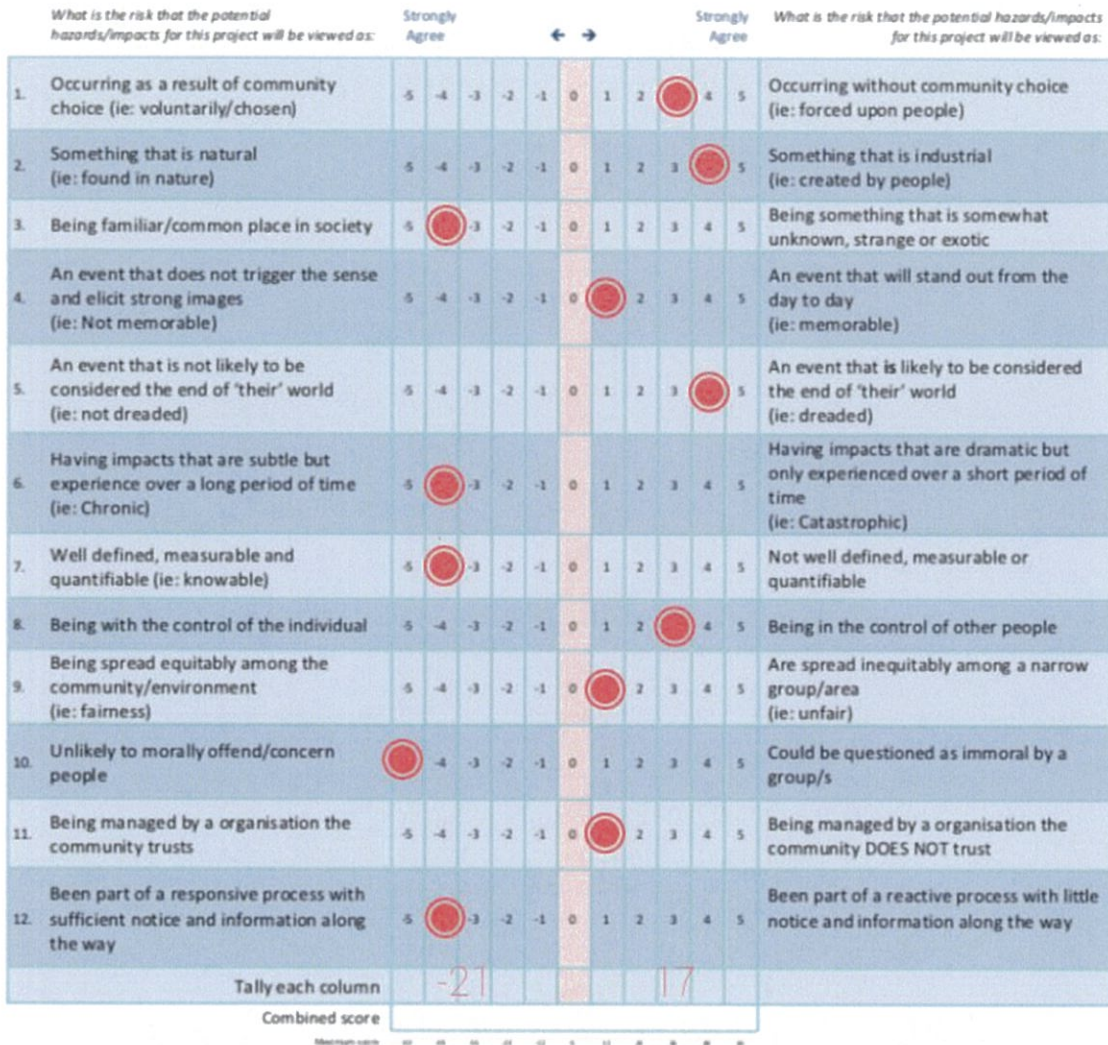 What is the risk that the potential
hazards/impacts for this project will be viewed as:
Strongly
Agree
← →
Strongly
Agree
What is the risk that the potential hazards/impacts
for this project will be viewed as:
1. Occurring as a result of community
choice (ie: voluntarily/chosen)
-5 -4 -3 -2 -1 0 1 2 4 5
Occurring without community choice
(ie: forced upon people)
2. Something that is natural
(ie: found in nature)
-5 -4 -3 -2 -1 0 1 2 3 5
Something that is industrial
(ie: created by people)
3. Being familiar/common place in society
-5 -3 -2 -1 0 1 2 3 4 5
Being something that is somewhat
unknown, strange or exotic
4. An event that does not trigger the sense
and elicit strong images
(ie: Not memorable)
-5 -4 -3 -2 -1 0 2 3 4 5
An event that will stand out from the
day to day
(ie: memorable)
5. An event that is not likely to be
considered the end of 'their' world
(ie: not dreaded)
-5 -4 -3 -2 -1 0 1 2 3 5
An event that is likely to be considered
the end of 'their' world
(ie: dreaded)
6. Having impacts that are subtle but
experience over a long period of time
(ie: Chronic)
-5 -3 -2 -1 0 1 2 3 4 5
Having impacts that are dramatic but
only experienced over a short period of
time
(ie: Catastrophic)
7. Well defined, measurable and
quantifiable (ie: knowable)
-5 -3 -2 -1 0 1 2 3 4 5
Not well defined, measurable or
quantifiable
8. Being with the control of the individual
-5 -4 -3 -2 -1 0 1 2 4 5
Being in the control of other people
9. Being spread equitably among the
community/environment
(ie: fairness)
-5 -4 -3 -2 -1 0 2 3 4 5
Are spread inequitably among a narrow
group/area
(ie: unfair)
10. Unlikely to morally offend/concern
people
-4 -3 -2 -1 0 1 2 3 4 5
Could be questioned as immoral by a
group/s
11. Being managed by a organisation the
community trusts
-5 -4 -3 -2 -1 0 2 3 4 5
Being managed by a organisation the
community DOES NOT trust
12. Been part of a responsive process with
sufficient notice and information along
the way
-5 -3 -2 -1 0 1 2 3 4 5
Been part of a reactive process with little
notice and information along the way
Tally each column
-21 17
Combined score